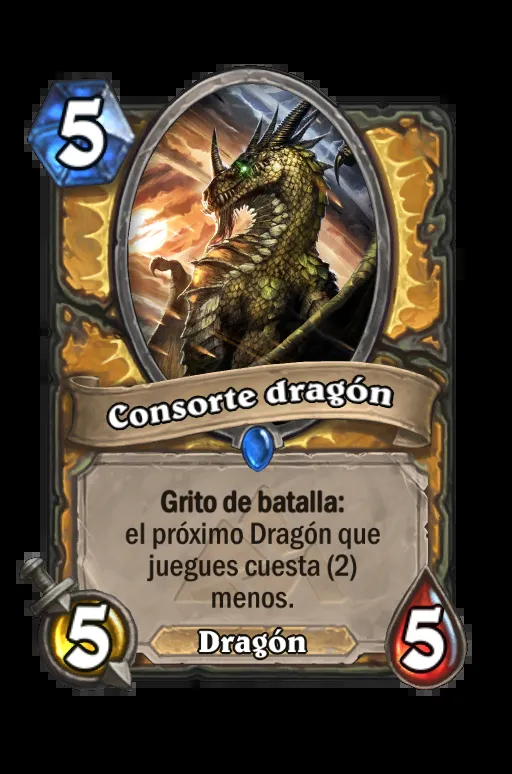 5
Consorte dragón
Grito de batalla:
el próximo Dragón que
juegues cuesta (2)
menos.
5
Dragón
5